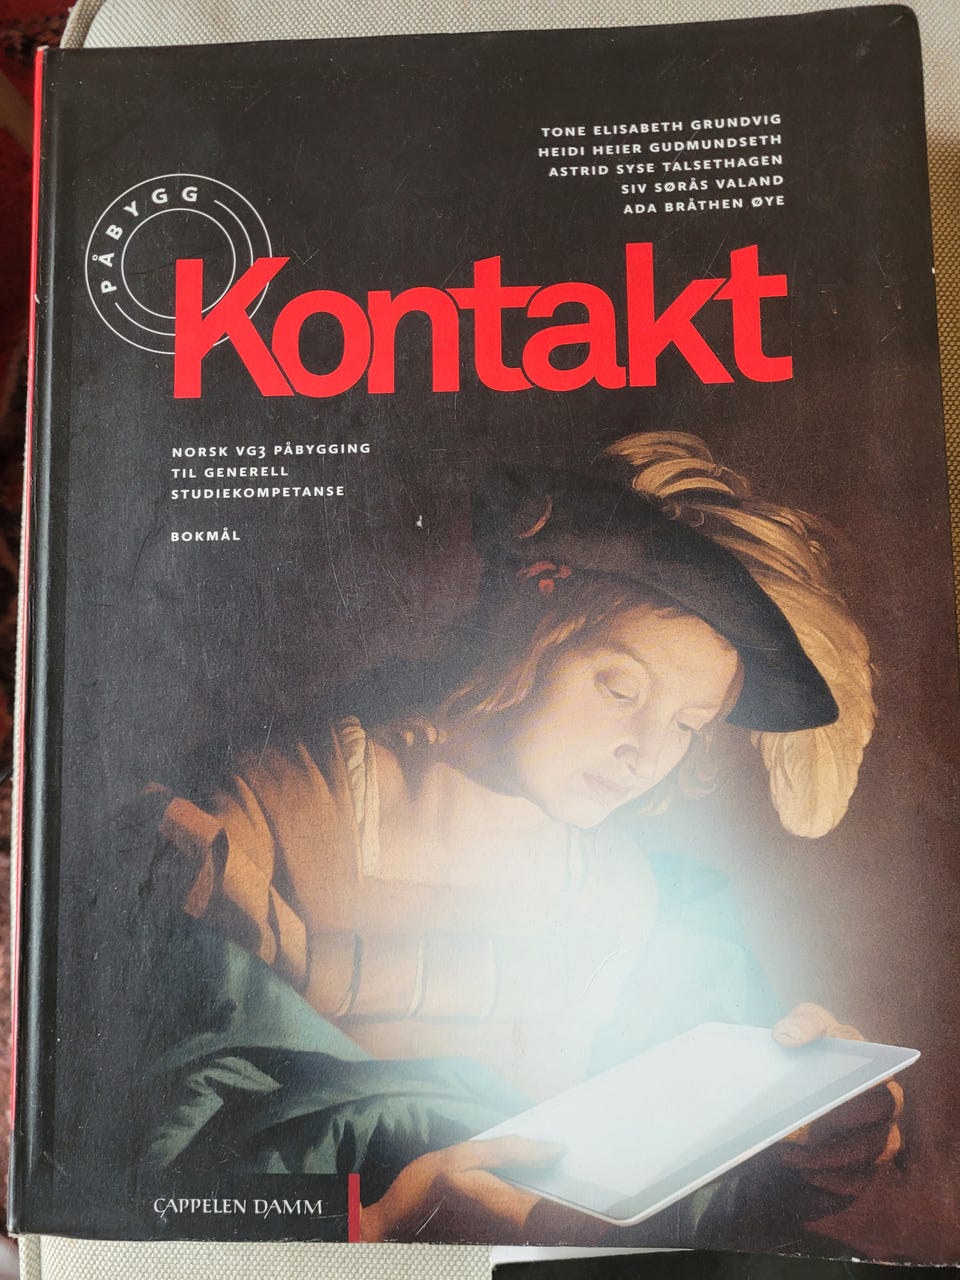 TONE ELISABETH GRUNDVIG
HEIDI HEIER GUDMUNDSETH
ASTRID SYSE TALSETHAGEN
SIV SØRÅS VALAND
ADA BRÅTHEN ØYE
PÅBYGG
Kontakt
NORSK VG3 PÅBYGGING
TIL GENERELL
STUDIEKOMPETANSE
BOKMÅL
CAPPELEN DAMM